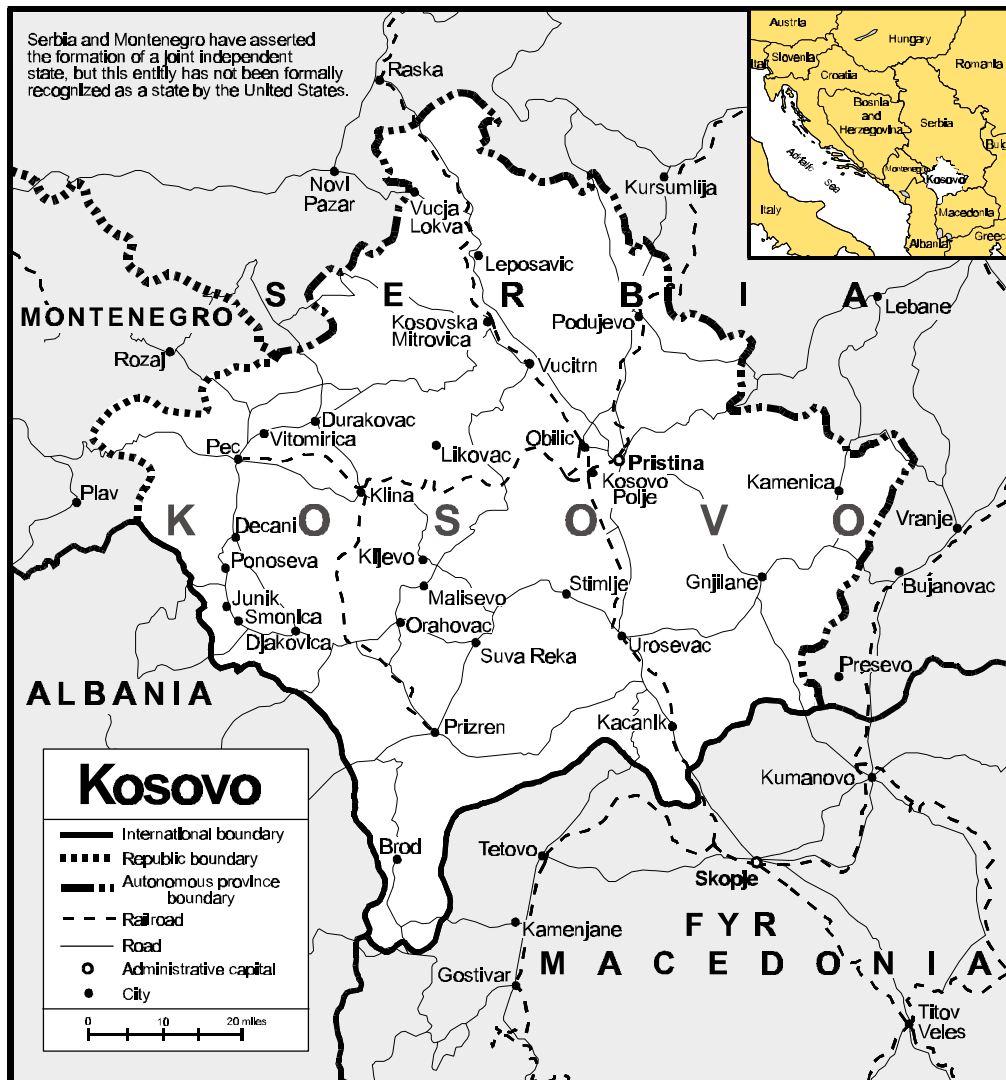 Serbia and Montenegro have asserted
the formation of a joint independent
state, but this entity has not been formally
recognized as a state by the United States.
Austria
Hungary
Slovenia
Romania
Croatia
Bosnia
and
Herzegovina
Serbia
Adriatic
Sea
Montenegro
Kosovo
Italy
Macedonia
Albania
Greece
Raska
Novi
Pazar
Vucja
Lokva
Kursumlija
Leposavic
SERBIA
MONTENEGRO
Lebane
Kosovska
Mitrovica
Podujevo
Rozaj
Vucitrn
Durakovac
Vitomirica
Pec
Obilic
Likovac
Pristina
Kosovo
Polje
Kamenica
Plav
Klina
KOSOVO
Vranje
Decani
Ponoseva
Kiljevo
Stimlje
Gnjilane
Bujanovac
Malisevo
Junik
Smonica
Djakovica
Orahovac
Suva Reka
Urosevac
Presevo
ALBANIA
Prizren
Kacanik
Kumanovo
Brod
Tetovo
Skopje
Kamenjane
FYR
MACEDONIA
Gostivar
Titov
Veles
Kosovo
International boundary
Republic boundary
Autonomous province
boundary
Railroad
Road
Administrative capital
City
0 10 20 miles